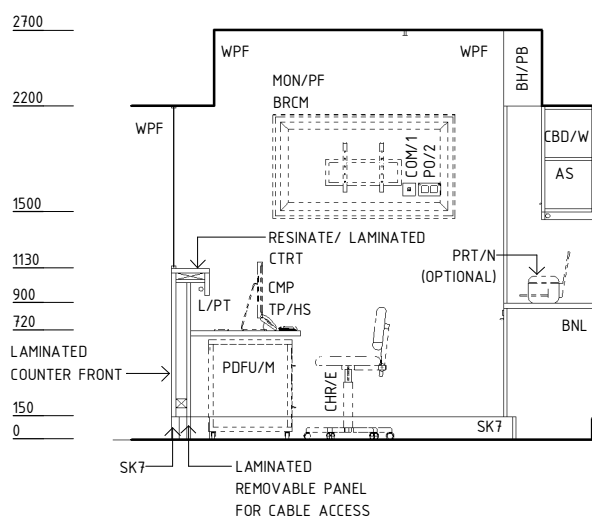 2700
WPF
WPF
BH/PB
MON/PF
BRCM
2200
WPF
COM/1
PO/2
CBD/W
AS
1500
RESINATE/ LAMINATED
CTRT
1130
PRT/N
(OPTIONAL)
CMP
900
L/PT
TP/HS
720
BNL
LAMINATED
COUNTER FRONT
PDFU/M
CHR/E
150
SK7
0
SK7
LAMINATED
REMOVABLE PANEL
FOR CABLE ACCESS